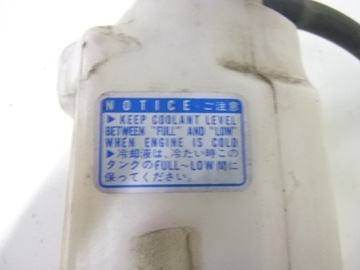 NOTICE ご注意
▶ KEEP COOLANT LEVEL
BETWEEN "FULL" AND "LOW"
WHEN ENGINE IS COLD
▶ 冷却液は、冷たい時この
タンクのFULL〜LOW間に
保ってください。